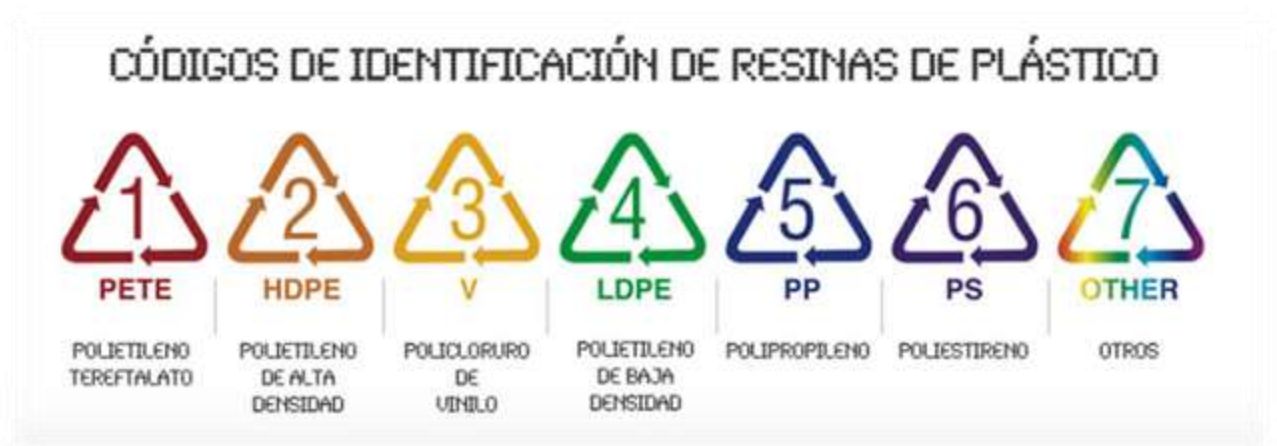 CÓDIGOS DE IDENTIFICACIÓN DE RESINAS DE PLÁSTICO
1 2 3 4 5 6 7
PETE HDPE V LDPE PP PS OTHER
POLIETILENO
TEREFTALATO
POLIETILENO
DE ALTA
DENSIDAD
POLICLORURO
DE
VINILO
POLIETILENO
DE BAJA
DENSIDAD
POLIPROPILENO
POLIESTIRENO
OTROS